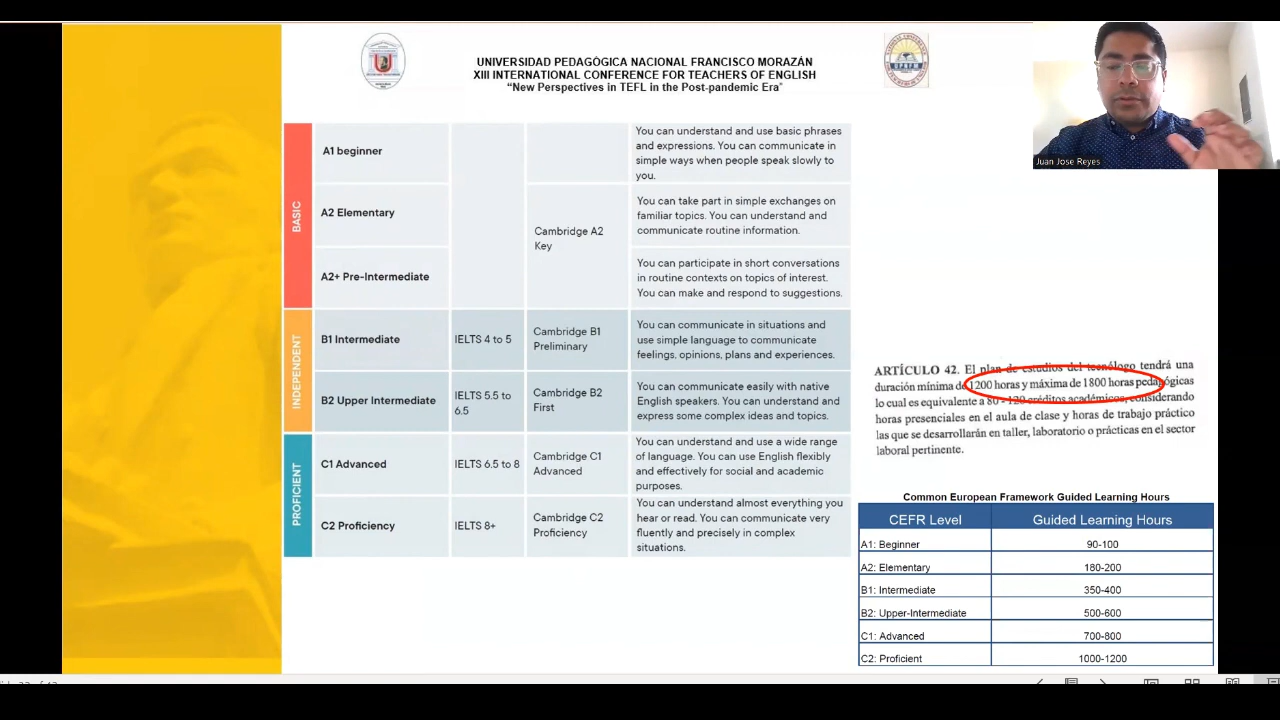 UNIVERSIDAD PEDAGÓGICA NACIONAL FRANCISCO MORAZÁN
XIII INTERNATIONAL CONFERENCE FOR TEACHERS OF ENGLISH
“New Perspectives in TEFL in the Post-pandemic Era”
Juan Jose Reyes
BASIC
A1 beginner
You can understand and use basic phrases
and expressions. You can communicate in
simple ways when people speak slowly to
you.
A2 Elementary
Cambridge A2
Key
You can take part in simple exchanges on
familiar topics. You can understand and
communicate routine information.
A2+ Pre-Intermediate
You can participate in short conversations
in routine contexts on topics of interest.
You can make and respond to suggestions.
INDEPENDENT
B1 Intermediate
IELTS 4 to 5
Cambridge B1
Preliminary
You can communicate in situations and
use simple language to communicate
feelings, opinions, plans and experiences.
B2 Upper Intermediate
IELTS 5.5 to
6.5
Cambridge B2
First
You can communicate easily with native
English speakers. You can understand and
express some complex ideas and topics.
PROFICIENT
C1 Advanced
IELTS 6.5 to 8
Cambridge C1
Advanced
You can understand and use a wide range
of language. You can use English flexibly
and effectively for social and academic
purposes.
C2 Proficiency
IELTS 8+
Cambridge C2
Proficiency
You can understand almost everything you
hear or read. You can communicate very
fluently and precisely in complex
situations.
ARTÍCULO 42. El plan de estudios del tecnólogo tendrá una
duración mínima de 1200 horas y máxima de 1800 horas pedagógicas
lo cual es equivalente a 80 - 120 créditos académicos, considerando
horas presenciales en el aula de clase y horas de trabajo práctico
las que se desarrollarán en taller, laboratorio o prácticas en el sector
laboral pertinente.
Common European Framework Guided Learning Hours
CEFR Level Guided Learning Hours
A1: Beginner 90-100
A2: Elementary 180-200
B1: Intermediate 350-400
B2: Upper-Intermediate 500-600
C1: Advanced 700-800
C2: Proficient 1000-1200